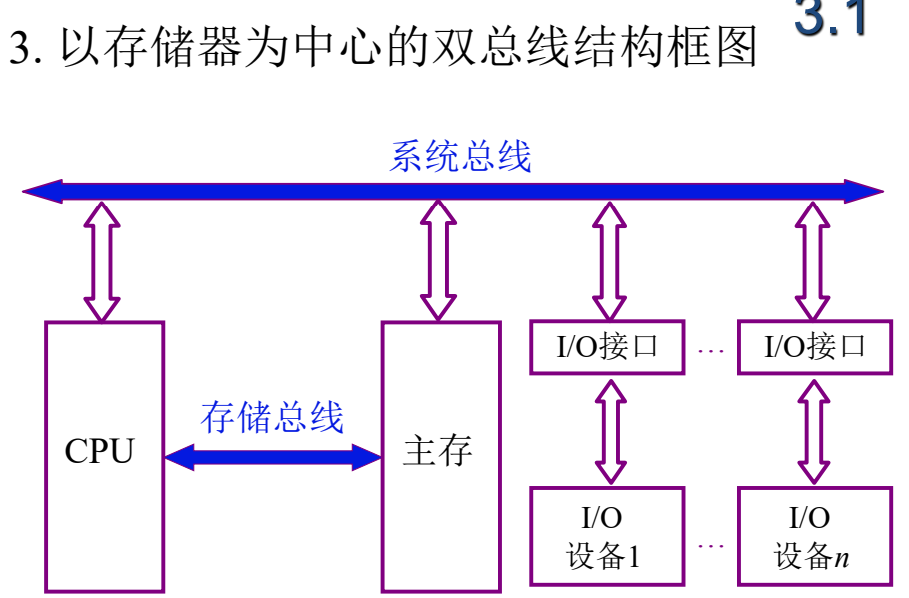 3.1
3. 以存储器为中心的双总线结构框图
系统总线
I/O接口 … I/O接口
存储总线
CPU
主存
I/O
设备1
…
I/O
设备n